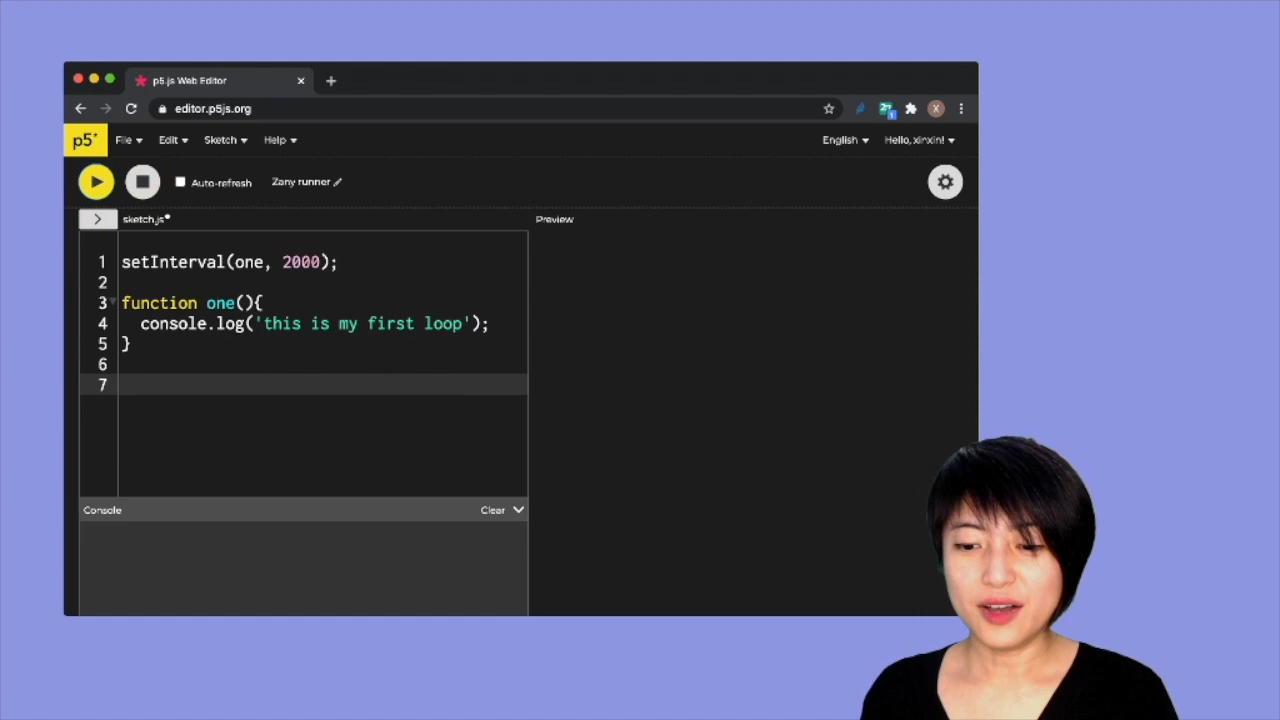 p5.js Web Editor
editor.p5js.org
X
p5* File Edit Sketch Help English Hello, xinxin!
Auto-refresh Zany runner
sketch.js Preview
1 setInterval(one, 2000);
2
3 function one(){
4 console.log('this is my first loop');
5 }
6
7
Console Clear